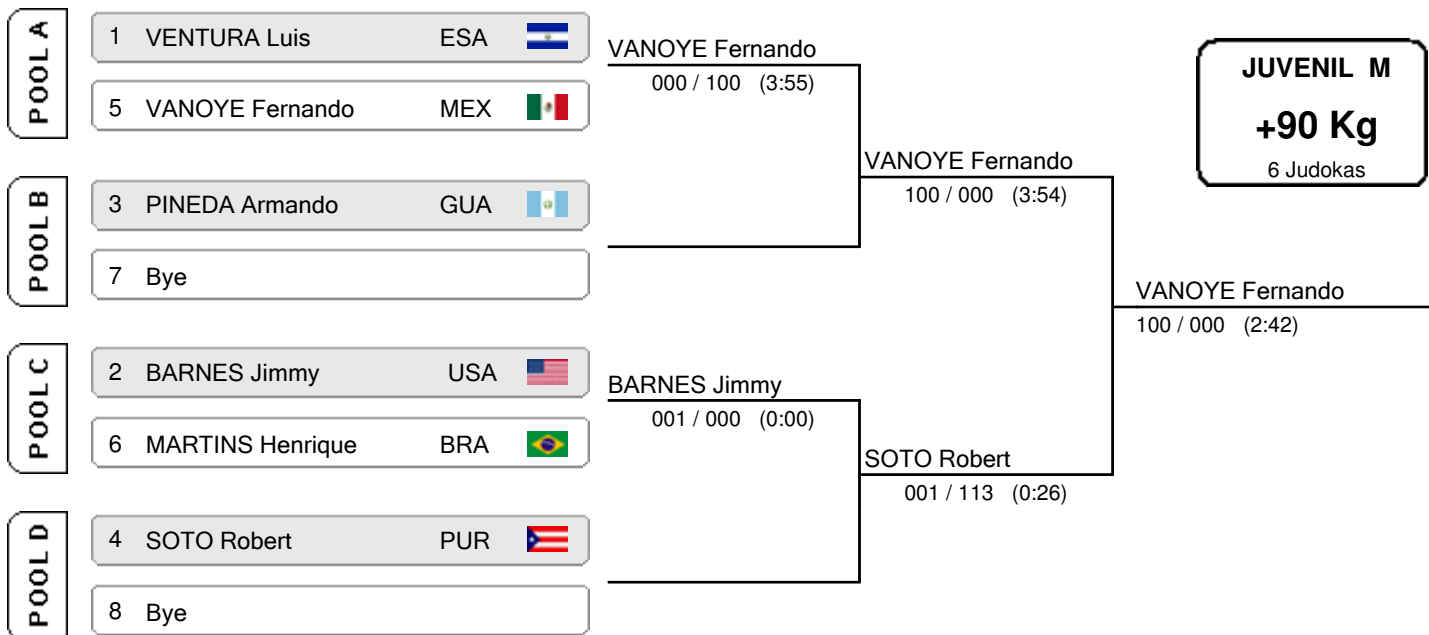 POOL A
1 VENTURA Luis ESA
5 VANOYE Fernando MEX
POOL B
3 PINEDA Armando GUA
7 Bye
POOL C
2 BARNES Jimmy USA
6 MARTINS Henrique BRA
POOL D
4 SOTO Robert PUR
8 Bye
VANOYE Fernando
000 / 100 (3:55)
BARNES Jimmy
001 / 000 (0:00)
VANOYE Fernando
100 / 000 (3:54)
SOTO Robert
001 / 113 (0:26)
VANOYE Fernando
100 / 000 (2:42)
JUVENIL M
+90 Kg
6 Judokas